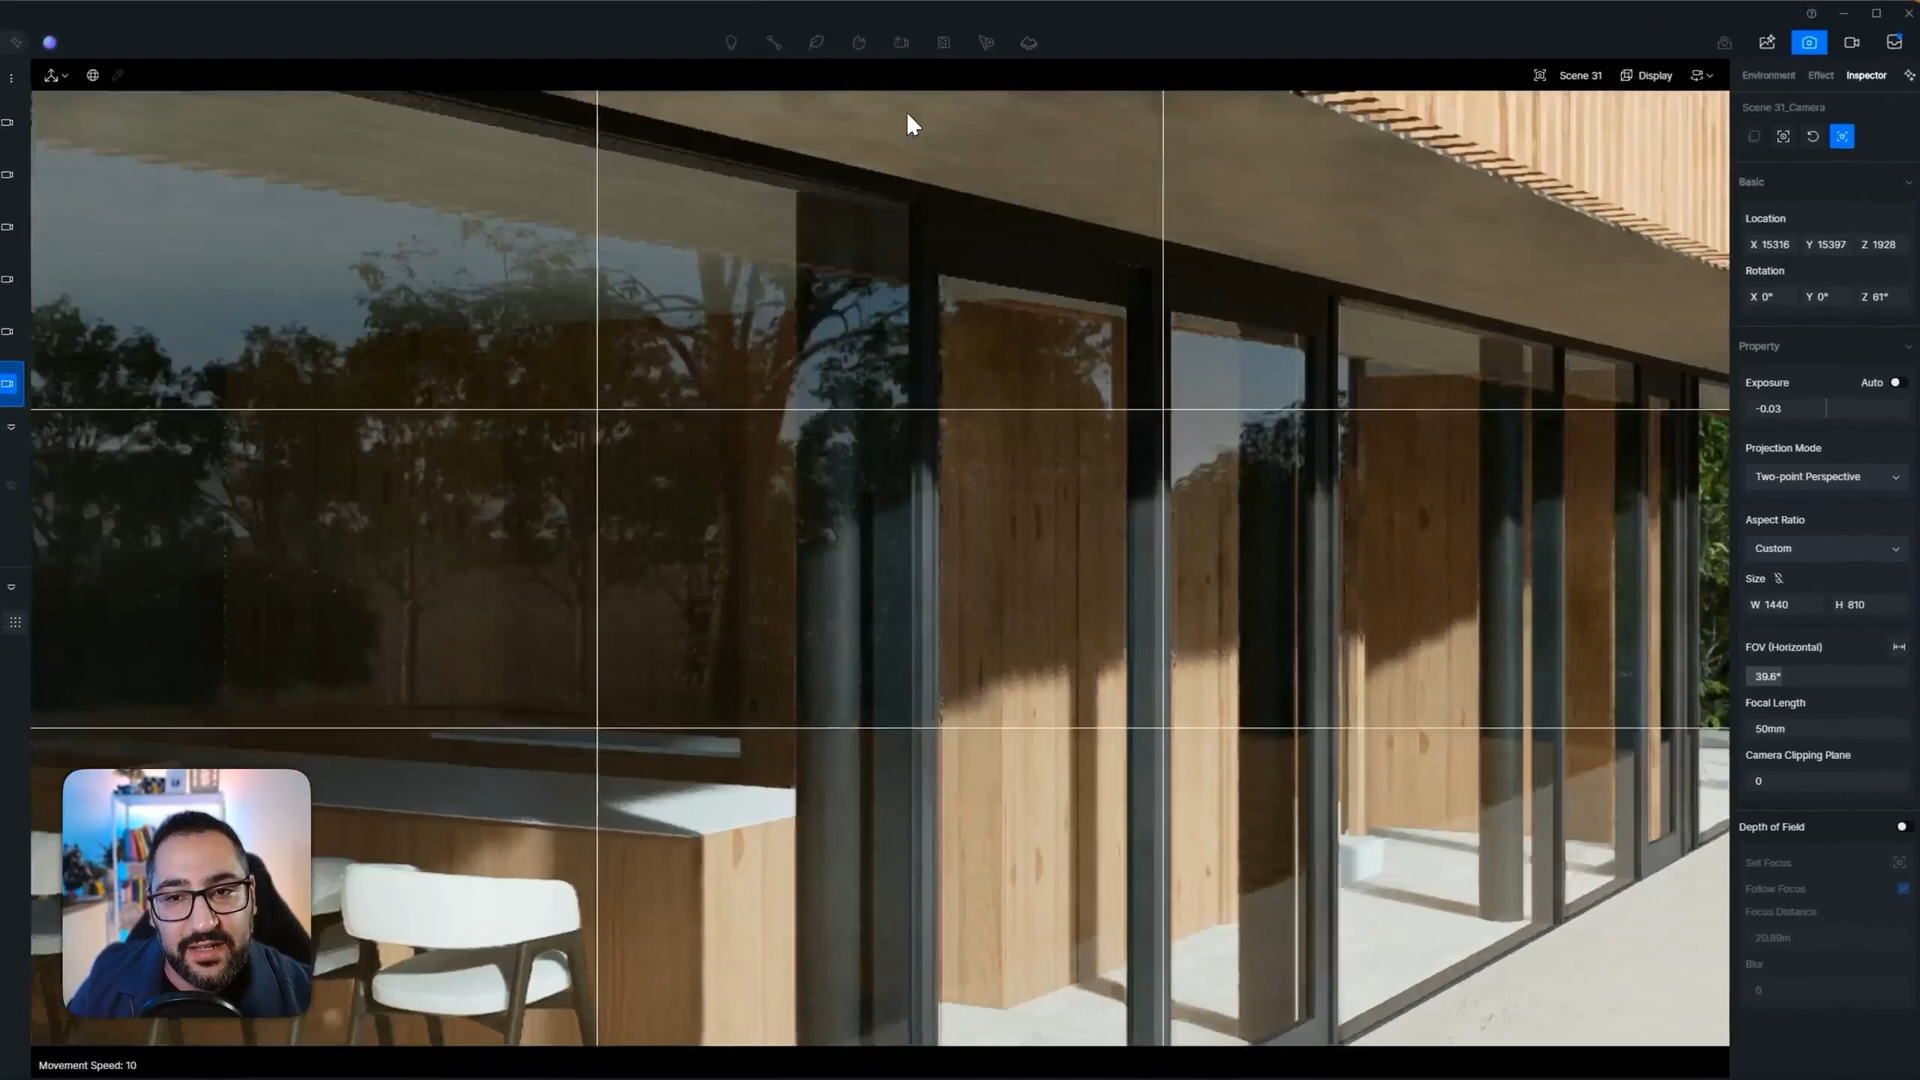 Scene 31
Display
Environment
Effect
Inspector
Scene 31_Camera
Basic
Location
X 15316 Y 15397 Z 1928
Rotation
X 0° Y 0° Z 61°
Property
Exposure
Auto
-0.03
Projection Mode
Two-point Perspective
Aspect Ratio
Custom
Size
W 1440 H 810
FOV (Horizontal)
39.6°
Focal Length
50mm
Camera Clipping Plane
0
Depth of Field
Set Focus
Follow Focus
Focus Distance
20.89m
Blur
0
Movement Speed: 10